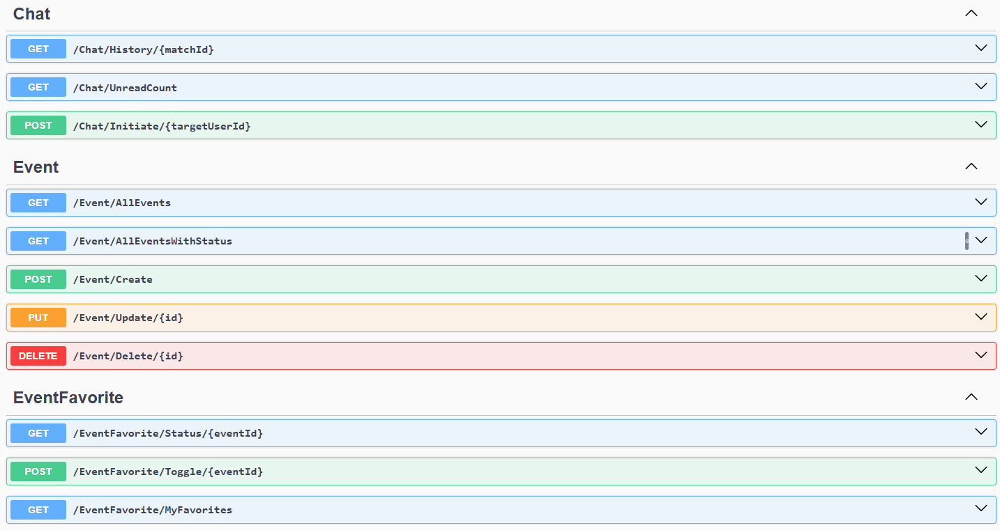 Chat
GET /Chat/History/{matchId}
GET /Chat/UnreadCount
POST /Chat/Initiate/{targetUserId}
Event
GET /Event/AllEvents
GET /Event/AllEventsWithStatus
POST /Event/Create
PUT /Event/Update/{id}
DELETE /Event/Delete/{id}
EventFavorite
GET /EventFavorite/Status/{eventId}
POST /EventFavorite/Toggle/{eventId}
GET /EventFavorite/MyFavorites